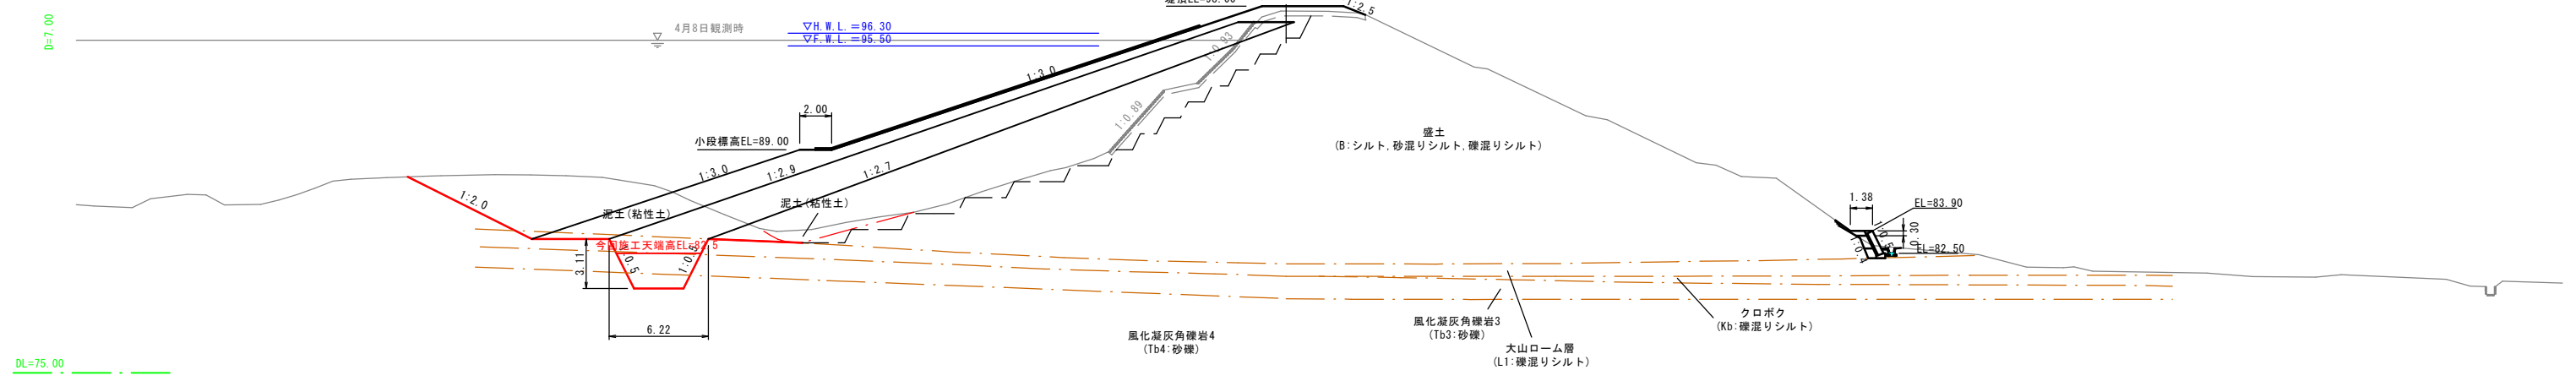 D=7.00
4月8日観測時
▽H.W.L.=96.30
▽F.W.L.=95.50
1:2.5
1:0.93
1:3.0
2.00
1:0.89
小段標高EL=89.00
盛土
(B:シルト,砂混りシルト,礫混りシルト)
1:3.0
1:2.9
1:2.7
1:2.0
泥土(粘性土)
泥土(粘性土)
1.38
EL=83.90
0.30
EL=82.50
3.11
6.22
クロボク
(Kb:礫混りシルト)
風化凝灰角礫岩3
(Tb3:砂礫)
風化凝灰角礫岩4
(Tb4:砂礫)
大山ローム層
(L1:礫混りシルト)
DL=75.00